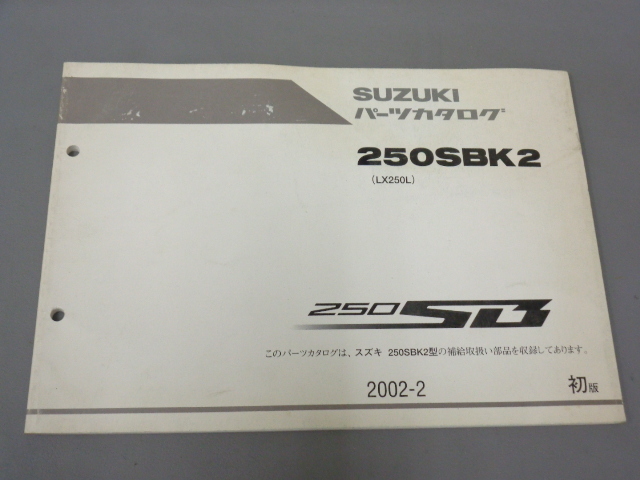 SUZUKI
パーツカタログ
250SBK2
(LX250L)
250SB
このパーツカタログは、スズキ 250SBK2型の補給取扱い部品を収録してあります。
2002-2 初版